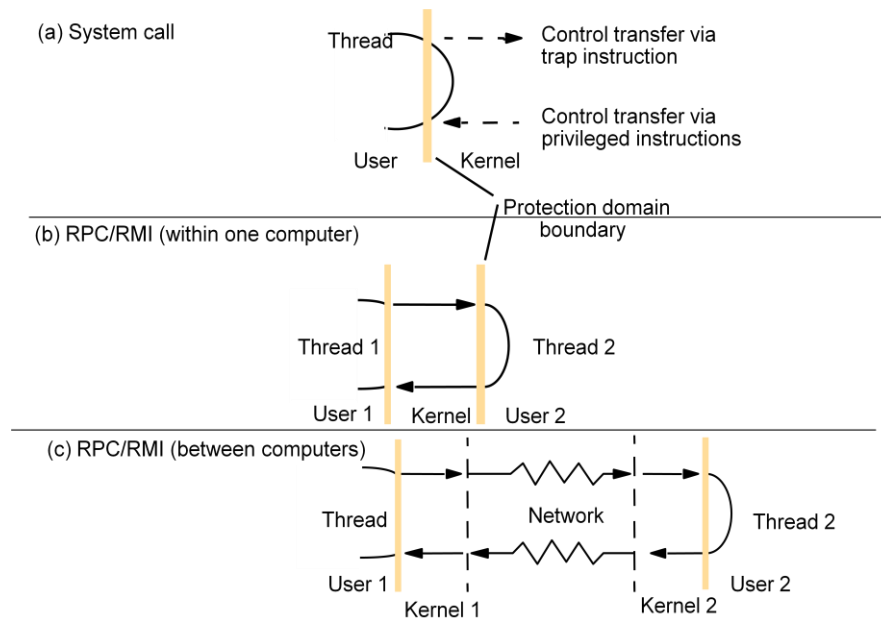 (a) System call
Thread
Control transfer via
trap instruction
Control transfer via
privileged instructions
User
Kernel
Protection domain
boundary
(b) RPC/RMI (within one computer)
Thread 1
Thread 2
User 1
Kernel
User 2
(c) RPC/RMI (between computers)
Thread
Network
Thread 2
User 1
User 2
Kernel 1
Kernel 2